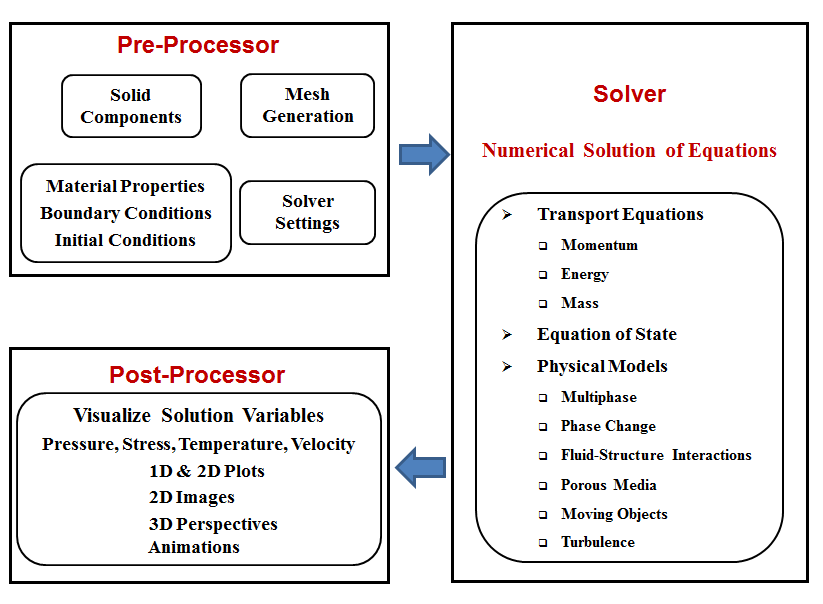 Pre-Processor
Solid
Components
Mesh
Generation
Material Properties
Boundary Conditions
Initial Conditions
Solver
Settings
Solver
Numerical Solution of Equations
Transport Equations
Momentum
Energy
Mass
Equation of State
Physical Models
Multiphase
Phase Change
Fluid-Structure Interactions
Porous Media
Moving Objects
Turbulence
Post-Processor
Visualize Solution Variables
Pressure, Stress, Temperature, Velocity
1D & 2D Plots
2D Images
3D Perspectives
Animations